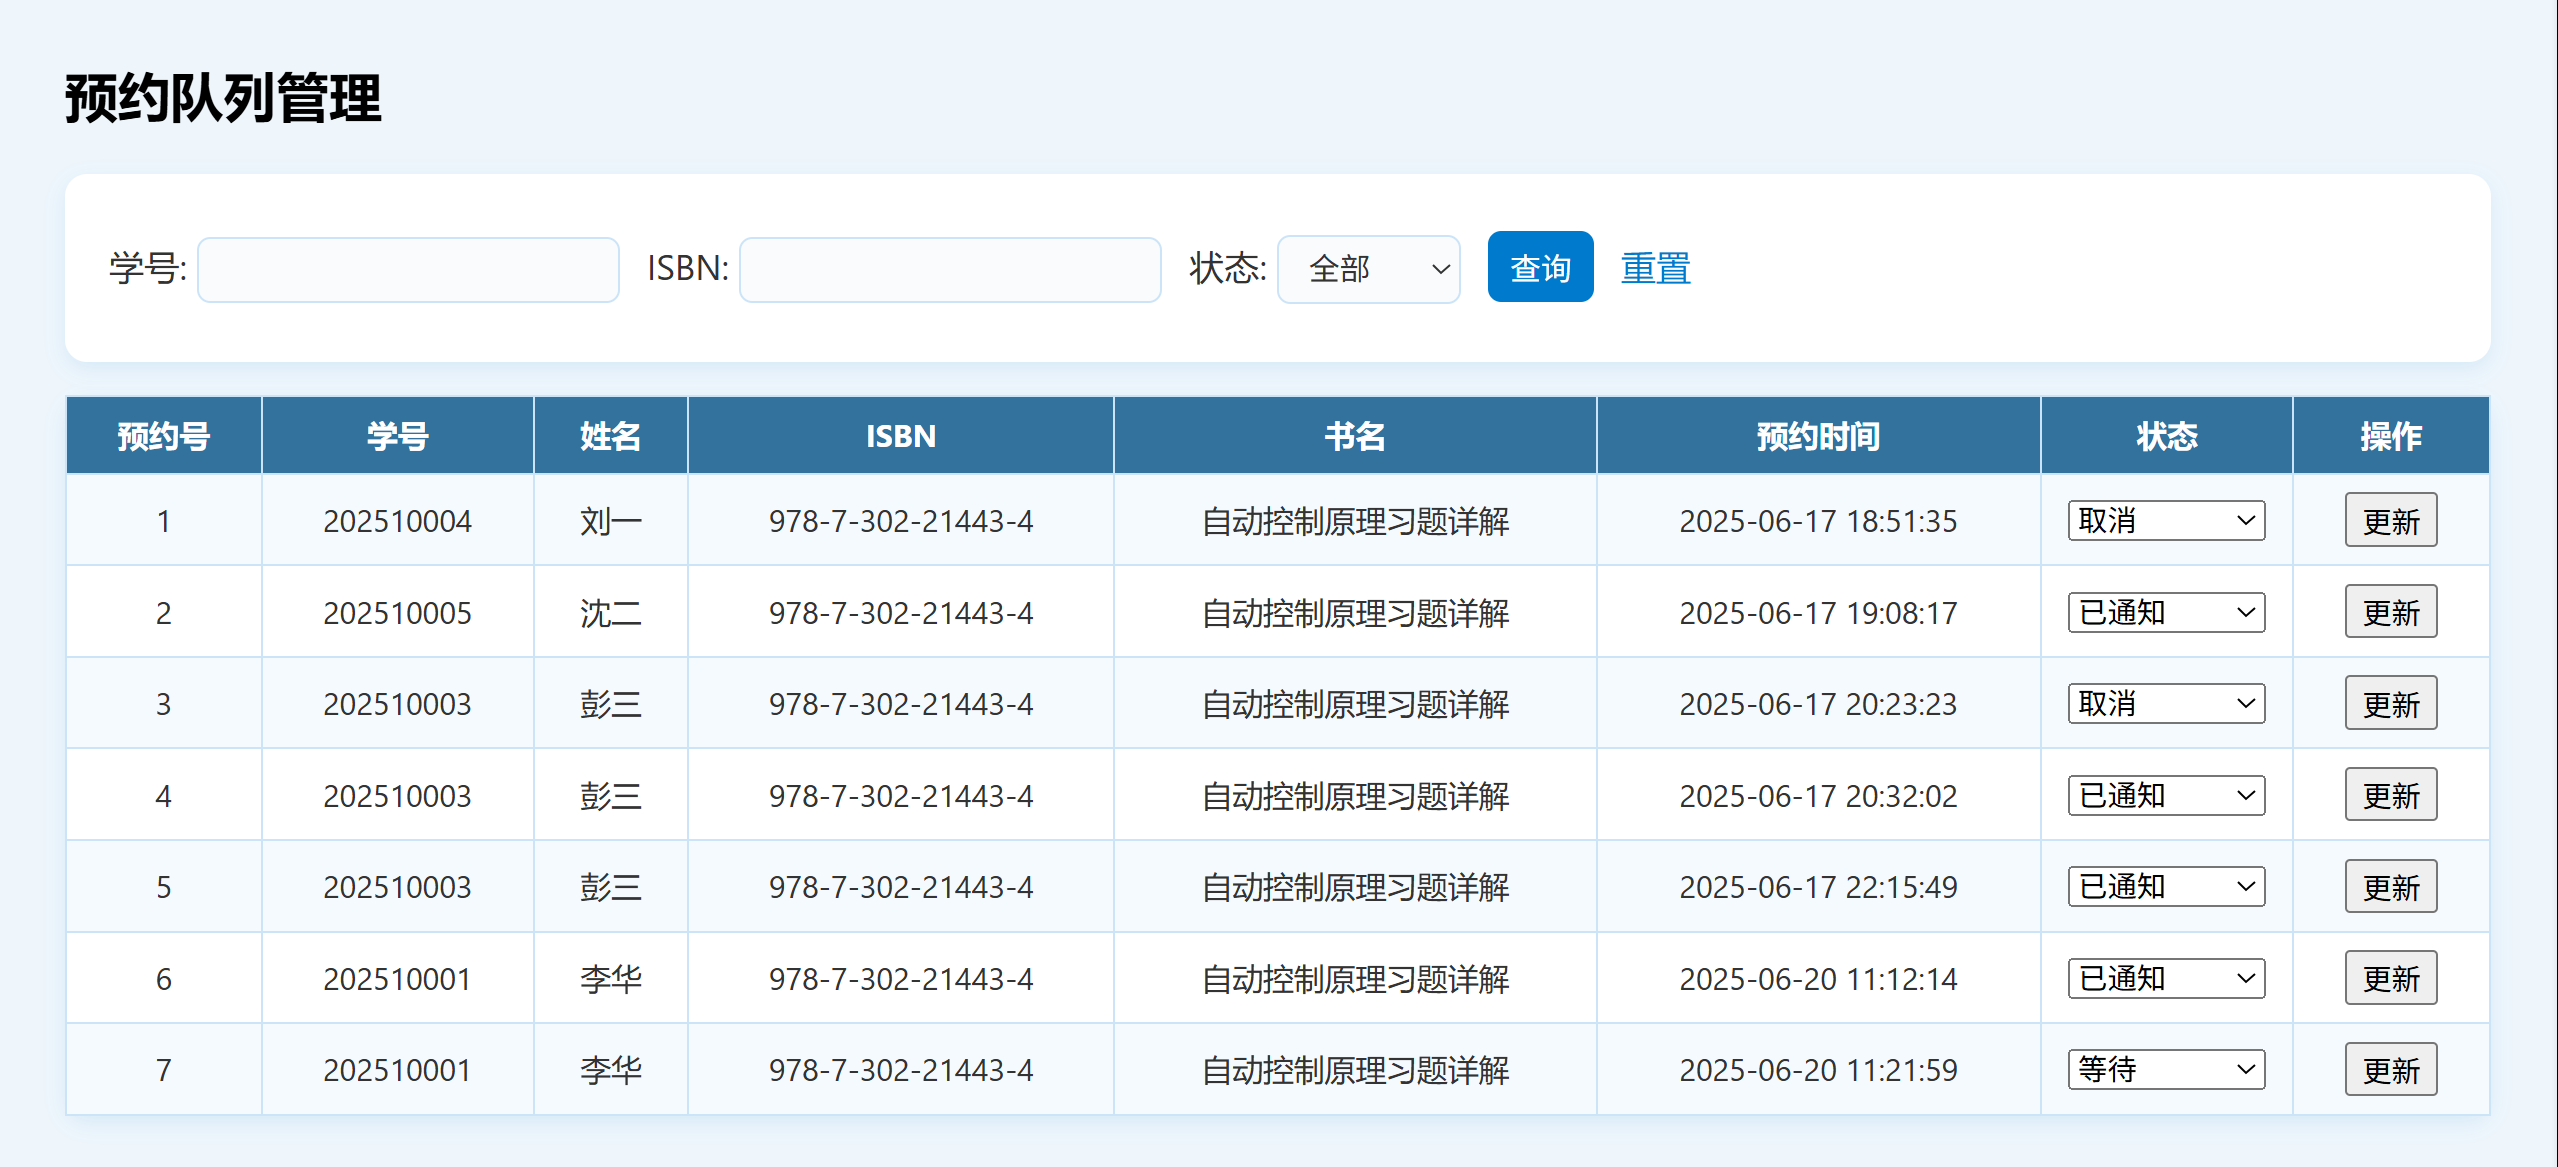 预约队列管理
学号: ISBN: 状态: 全部 查询 重置
预约号 学号 姓名 ISBN 书名 预约时间 状态 操作
1 202510004 刘一 978-7-302-21443-4 自动控制原理习题详解 2025-06-17 18:51:35 取消 更新
2 202510005 沈二 978-7-302-21443-4 自动控制原理习题详解 2025-06-17 19:08:17 已通知 更新
3 202510003 彭三 978-7-302-21443-4 自动控制原理习题详解 2025-06-17 20:23:23 取消 更新
4 202510003 彭三 978-7-302-21443-4 自动控制原理习题详解 2025-06-17 20:32:02 已通知 更新
5 202510003 彭三 978-7-302-21443-4 自动控制原理习题详解 2025-06-17 22:15:49 已通知 更新
6 202510001 李华 978-7-302-21443-4 自动控制原理习题详解 2025-06-20 11:12:14 已通知 更新
7 202510001 李华 978-7-302-21443-4 自动控制原理习题详解 2025-06-20 11:21:59 等待 更新